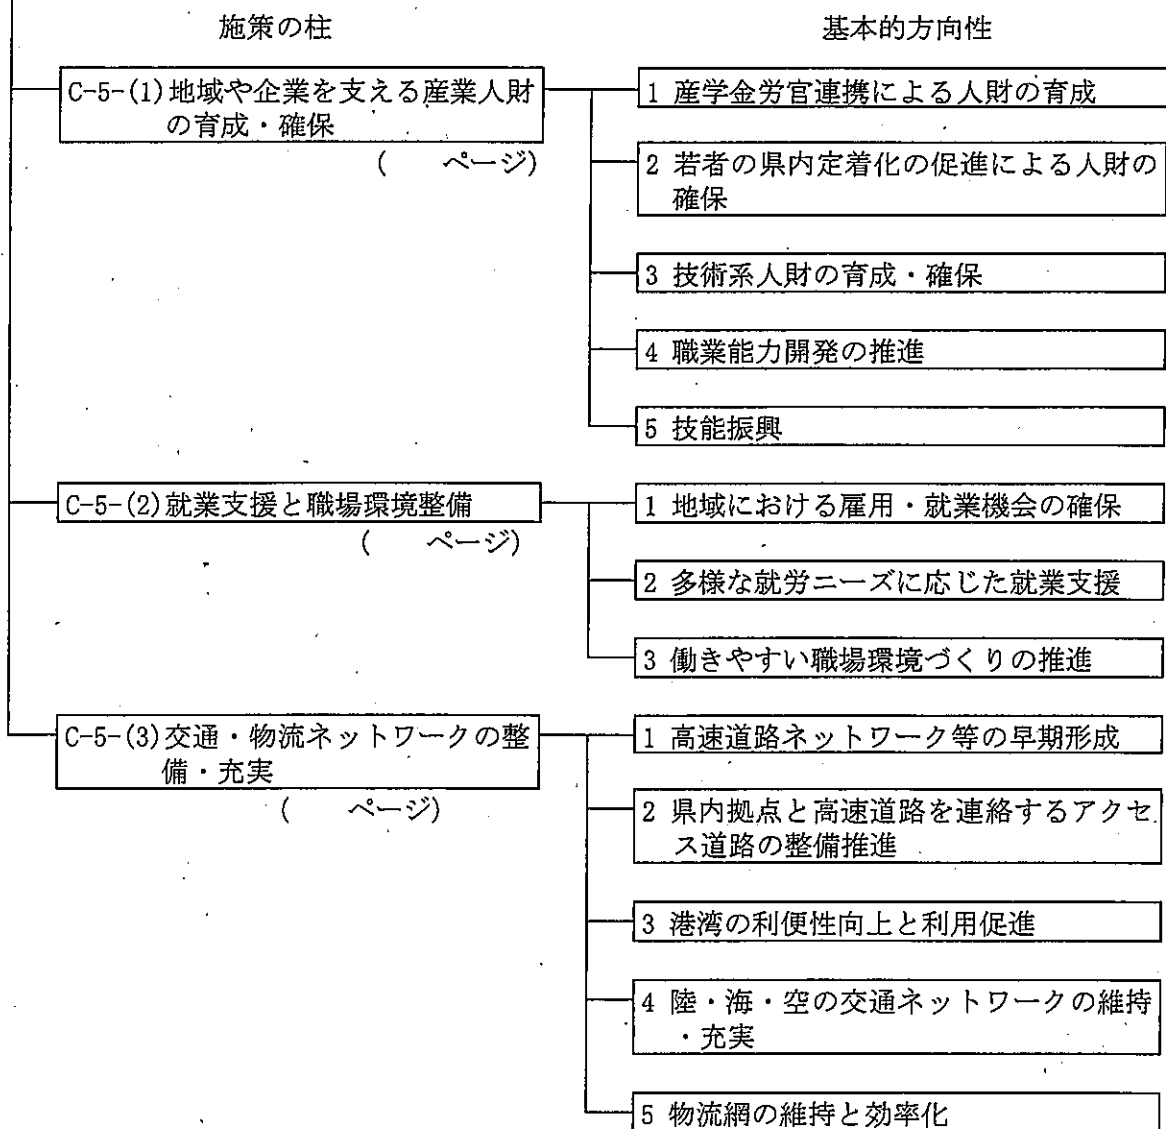 施策の柱
基本的方向性
C-5-(1)地域や企業を支える産業人財
の育成・確保
(　　ページ)
1 産学金労官連携による人財の育成
2 若者の県内定着化の促進による人財の
確保
3 技術系人財の育成・確保
4 職業能力開発の推進
5 技能振興
C-5-(2)就業支援と職場環境整備
(　　ページ)
1 地域における雇用・就業機会の確保
2 多様な就労ニーズに応じた就業支援
3 働きやすい職場環境づくりの推進
C-5-(3)交通・物流ネットワークの整
備・充実
(　　ページ)
1 高速道路ネットワーク等の早期形成
2 県内拠点と高速道路を連絡するアクセ
ス道路の整備推進
3 港湾の利便性向上と利用促進
4 陸・海・空の交通ネットワークの維持
・充実
5 物流網の維持と効率化